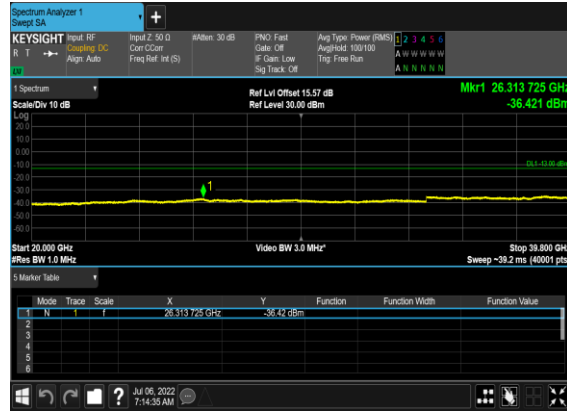 Spectrum Analyzer 1
Swept SA
KEYSIGHT Input: RF Input Z: 50 Ω #Atten: 30 dB PNO: Fast Avg Type: Power (RMS) 1 2 3 4 5 6
R T Coupling: DC Corr CCorr Gate: Off Avg|Hold: 100/100 A W W W W W
Align: Auto Freq Ref: Int (S) IF Gain: Low Trig: Free Run
Sig Track: Off A N N N N N
1 Spectrum Ref Lvl Offset 15.57 dB Mkr1 26.313 725 GHz
Scale/Div 10 dB Ref Level 30.00 dBm -36.421 dBm
Log
20.0
10.0
0.00
-10.0 DL1 -13.00 dBm
-20.0
-30.0 1
-40.0
-50.0
-60.0
Start 20.000 GHz Video BW 3.0 MHz* Stop 39.800 GHz
#Res BW 1.0 MHz Sweep ~39.2 ms (40001 pts)
5 Marker Table
Mode Trace Scale X Y Function Function Width Function Value
1 N 1 f 26.313 725 GHz -36.42 dBm
2
3
4
5
6
Jul 06, 2022
7:14:35 AM